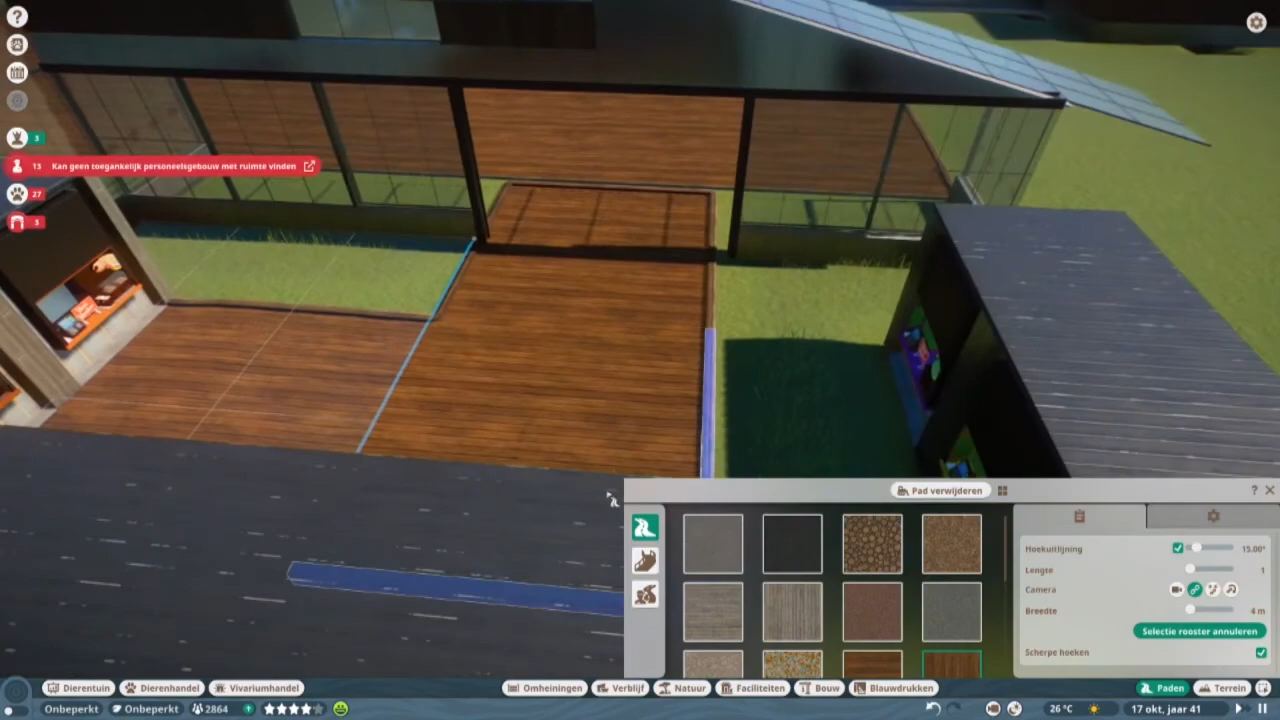 3
13 Kan geen toegankelijk personeelsgebouw met ruimte vinden
27
3
Pad verwijderen
Hoekuitlijning 15.00°
Lengte 1
Camera
Breedte 4 m
Selectie rooster annuleren
Scherpe hoeken
Dierentuin Dierenhandel Vivariumhandel Omheiningen Verblijf Natuur Faciliteiten Bouw Blauwdrukken Paden Terrein
Onbeperkt Onbeperkt 2864 26 °C 17 okt, jaar 41